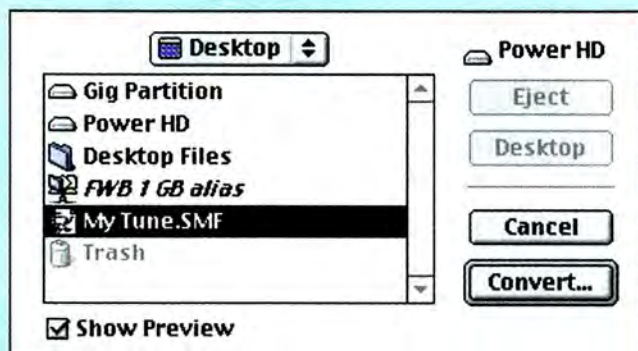 Desktop
Power HD
Gig Partition
Power HD
Desktop Files
FWB 1 GB alias
My Tune.SMF
Trash
Eject
Desktop
Cancel
Convert...
Show Preview